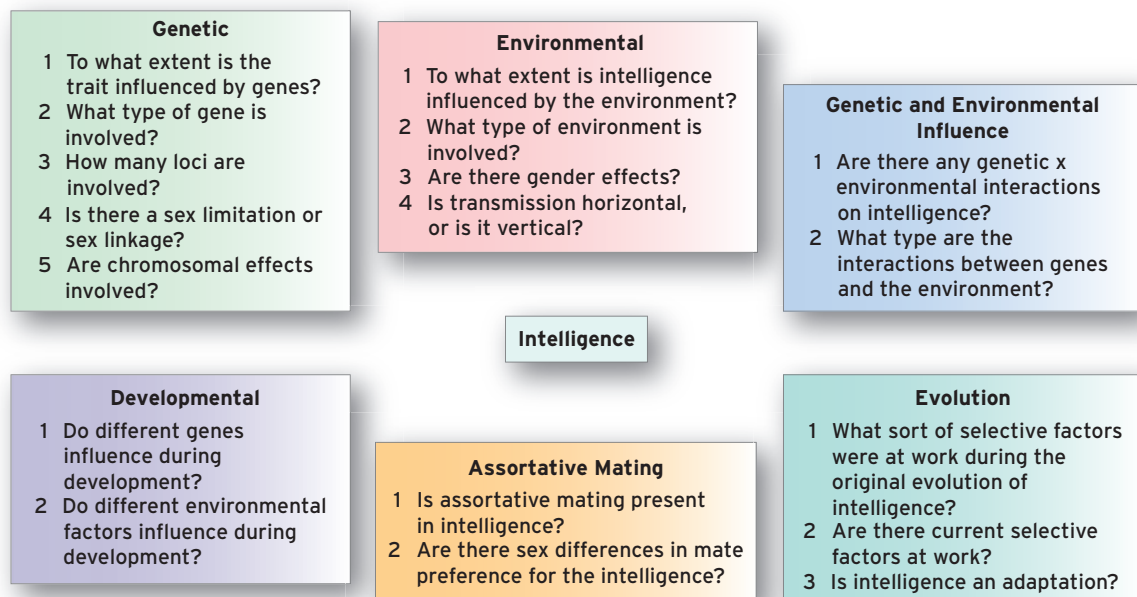 Genetic
1 To what extent is the
trait influenced by genes?
2 What type of gene is
involved?
3 How many loci are
involved?
4 Is there a sex limitation or
sex linkage?
5 Are chromosomal effects
involved?
Environmental
1 To what extent is intelligence
influenced by the environment?
2 What type of environment is
involved?
3 Are there gender effects?
4 Is transmission horizontal,
or is it vertical?
Genetic and Environmental
Influence
1 Are there any genetic x
environmental interactions
on intelligence?
2 What type are the
interactions between genes
and the environment?
Intelligence
Developmental
1 Do different genes
influence during
development?
2 Do different environmental
factors influence during
development?
Assortative Mating
1 Is assortative mating present
in intelligence?
2 Are there sex differences in mate
preference for the intelligence?
Evolution
1 What sort of selective factors
were at work during the
original evolution of
intelligence?
2 Are there current selective
factors at work?
3 Is intelligence an adaptation?